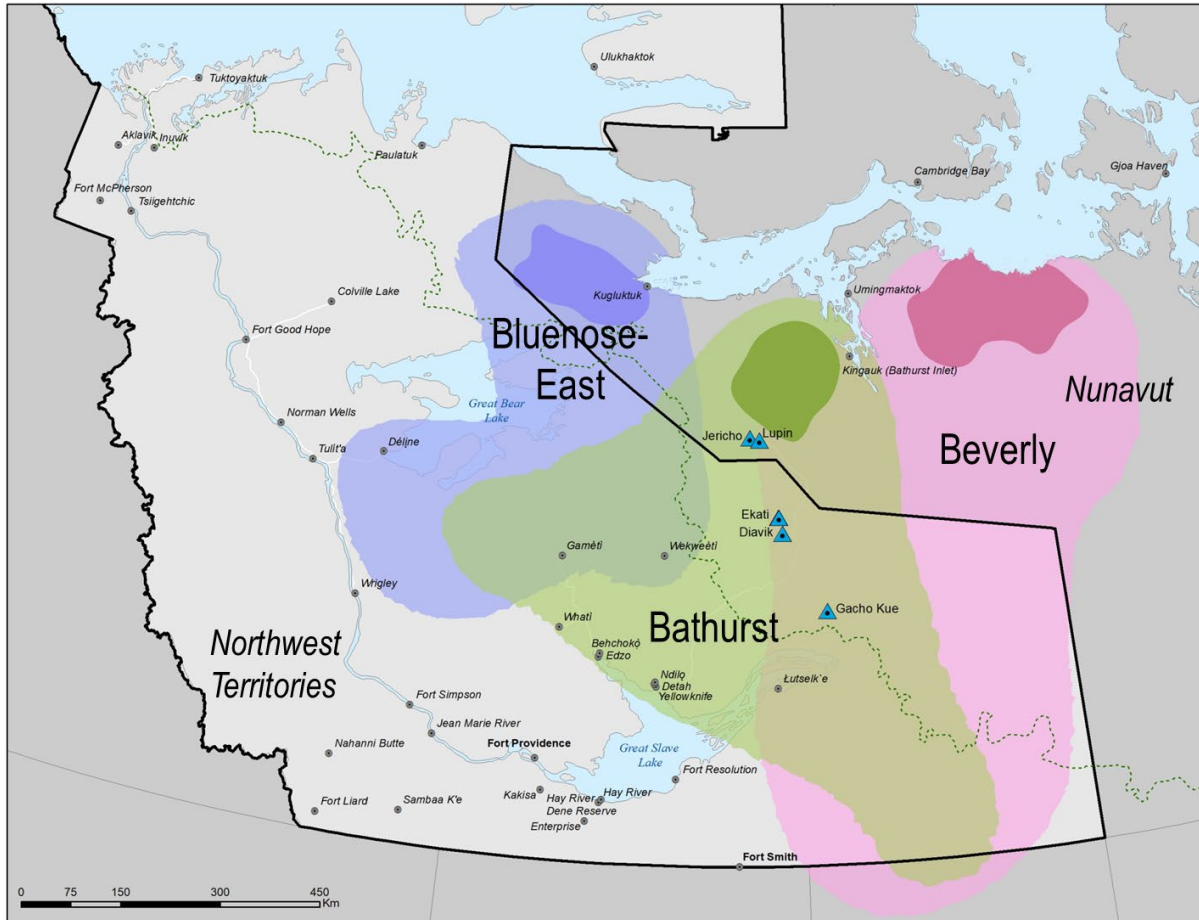 Ulukhaktok
Tuktoyaktuk
Aklavik
Inuvik
Paulatuk
Cambridge Bay
Gjoa Haven
Fort McPherson
Tsiigehtchic
Colville Lake
Kugluktuk
Umingmaktok
Fort Good Hope
Bluenose-
East
Kingauk (Bathurst Inlet)
Nunavut
Great Bear
Lake
Norman Wells
Tulít'a
Délįne
Jericho
Lupin
Beverly
Ekati
Diavik
Gamètì
Wekweètì
Wrigley
Gacho Kue
Whatì
Bathurst
Behchokǫ̀
Edzo
Northwest
Territories
Ndilǫ
Detah
Yellowknife
Łutselk`e
Fort Simpson
Jean Marie River
Nahanni Butte
Fort Providence
Great Slave
Lake
Fort Resolution
Kakisa
Hay River
Dene Reserve
Hay River
Enterprise
Fort Liard
Sambaa K'e
Fort Smith
0 75 150 300 450
Km